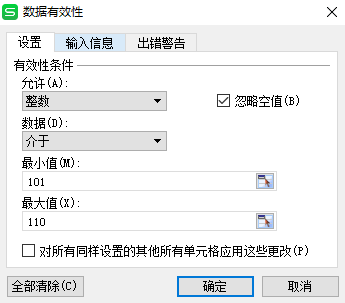 数据有效性
设置 输入信息 出错警告
有效性条件
允许(A):
整数 忽略空值(B)
数据(D):
介于
最小值(M):
101
最大值(X):
110
对所有同样设置的其他所有单元格应用这些更改(P)
全部清除(C) 确定 取消